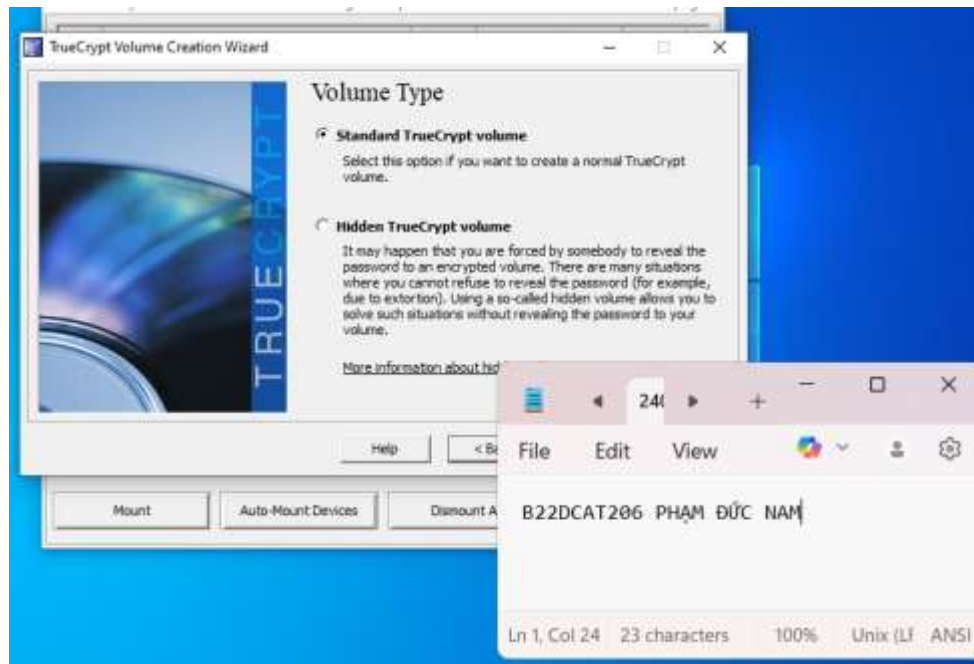 TrueCrypt Volume Creation Wizard
TRUECRYPT
Volume Type
Standard TrueCrypt volume
Select this option if you want to create a normal TrueCrypt
volume.
Hidden TrueCrypt volume
It may happen that you are forced by somebody to reveal the
password to an encrypted volume. There are many situations
where you cannot refuse to reveal the password (for example,
due to extortion). Using a so-called hidden volume allows you to
solve such situations without revealing the password to your
volume.
More information about
Help
Mount
Auto-Mount Devices
Dismount
File Edit View
B22DCAT206 PHẠM ĐỨC NAM
Ln 1, Col 24 23 characters 100% Unix ANSI